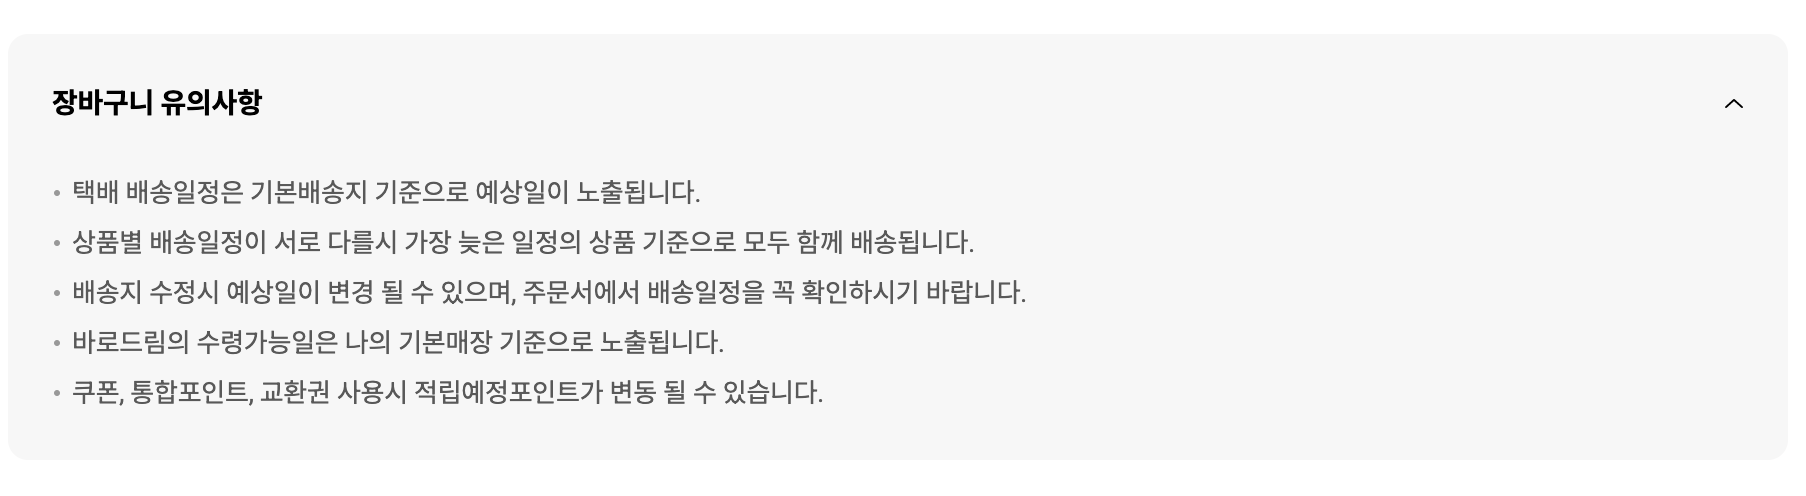 장바구니 유의사항
• 택배 배송일정은 기본배송지 기준으로 예상일이 노출됩니다.
• 상품별 배송일정이 서로 다를시 가장 늦은 일정의 상품 기준으로 모두 함께 배송됩니다.
• 배송지 수정시 예상일이 변경 될 수 있으며, 주문서에서 배송일정을 꼭 확인하시기 바랍니다.
• 바로드림의 수령가능일은 나의 기본매장 기준으로 노출됩니다.
• 쿠폰, 통합포인트, 교환권 사용시 적립예정포인트가 변동 될 수 있습니다.